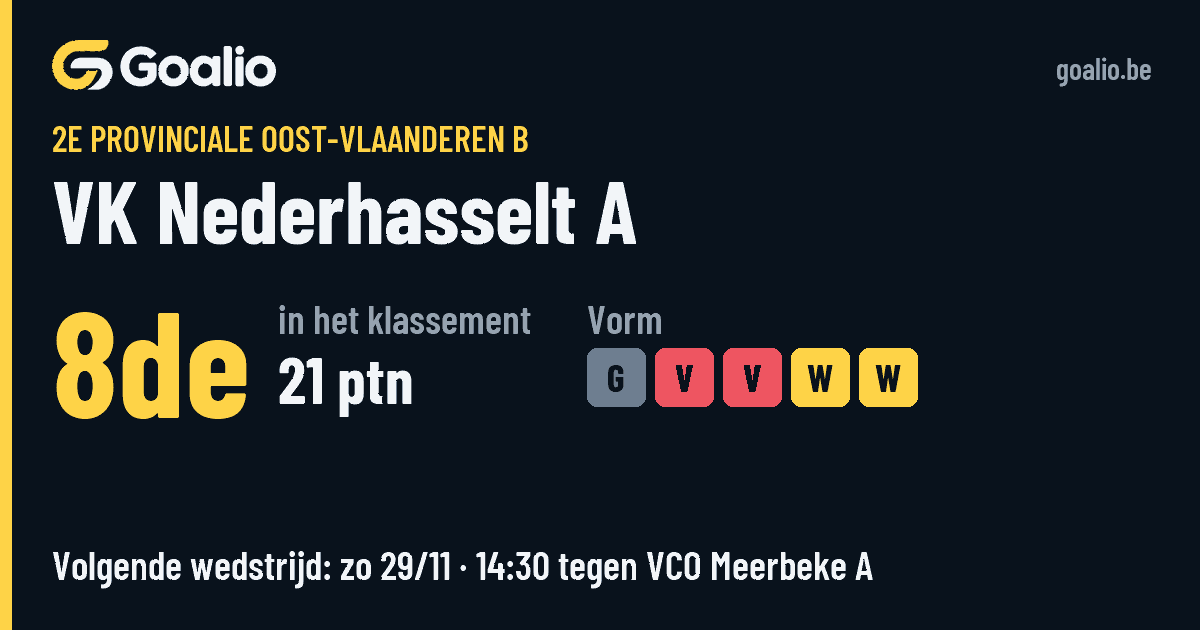 Goalio
goalio.be
2E PROVINCIALE OOST-VLAANDEREN B
VK Nederhasselt A
8de
in het klassement
21 ptn
Vorm
G V V W W
Volgende wedstrijd: zo 29/11 · 14:30 tegen VCO Meerbeke A